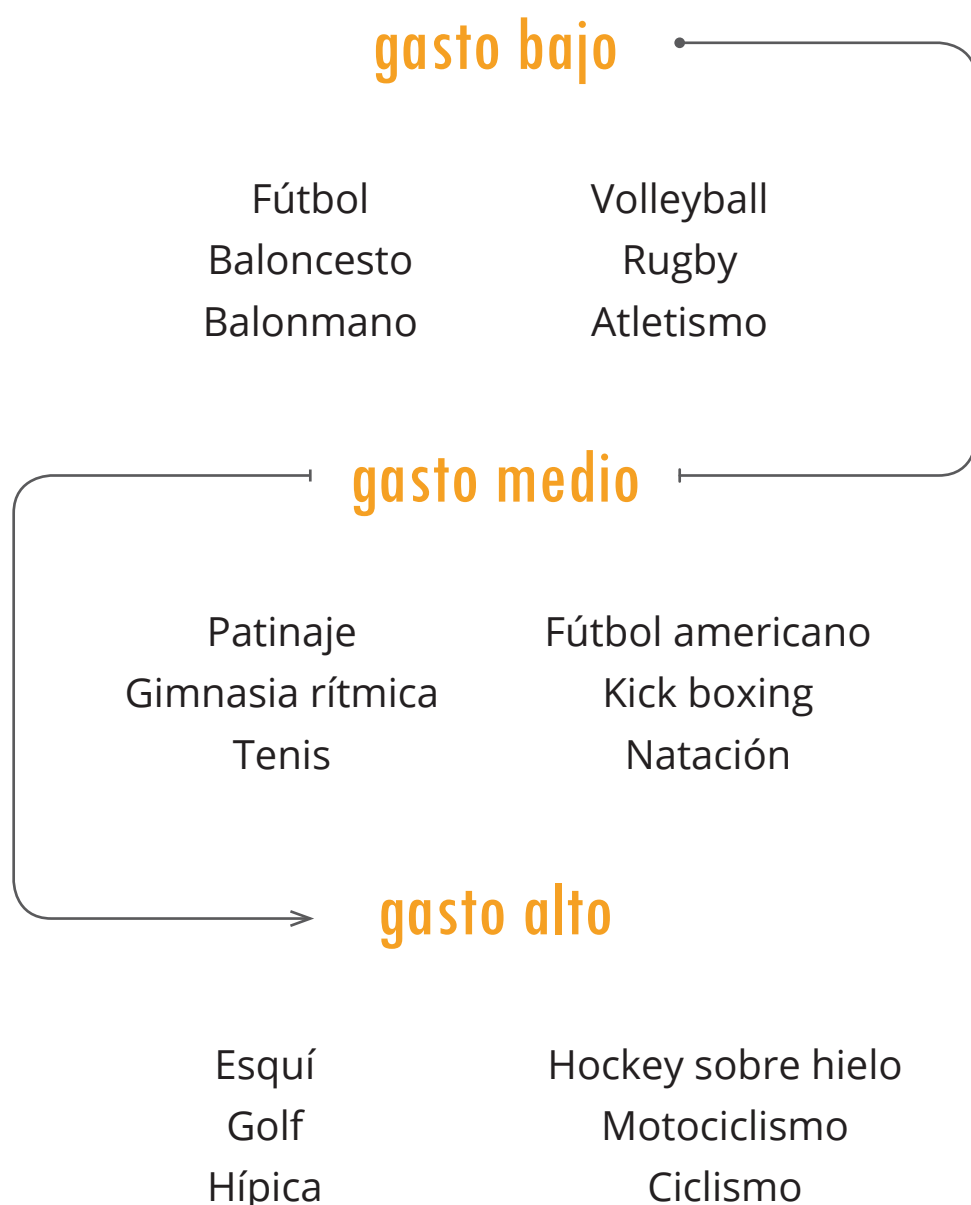 gasto bajo
Fútbol
Baloncesto
Balonmano
Volleyball
Rugby
Atletismo
gasto medio
Patinaje
Gimnasia rítmica
Tenis
Fútbol americano
Kick boxing
Natación
gasto alto
Esquí
Golf
Hípica
Hockey sobre hielo
Motociclismo
Ciclismo